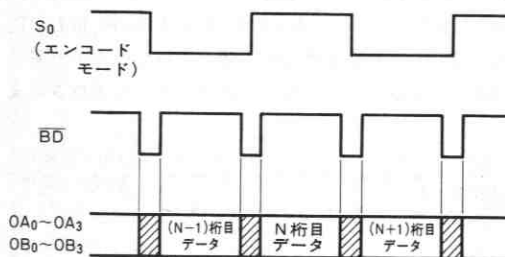 S₀
(エンコード
モード)
B̅D̅
OA₀~OA₃
OB₀~OB₃
(N−1)桁目
データ
N桁目
データ
(N+1)桁目
データ